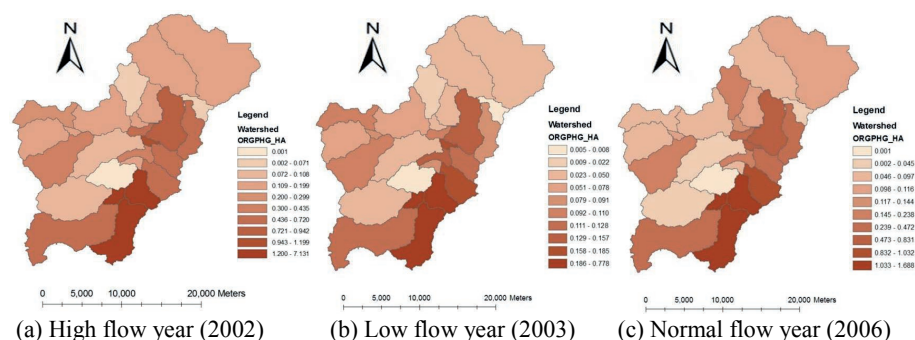 (a)
N
Legend
Watershed
ORGPHG_HA
0.001
0.002 - 0.071
0.072 - 0.108
0.109 - 0.199
0.200 - 0.299
0.300 - 0.435
0.436 - 0.720
0.721 - 0.942
0.943 - 1.199
1.200 - 7.131
0 5,000 10,000 20,000 Meters
(a) High flow year (2002)
(b)
N
Legend
Watershed
ORGPHG_HA
0.005 - 0.008
0.009 - 0.022
0.023 - 0.050
0.051 - 0.078
0.079 - 0.091
0.092 - 0.110
0.111 - 0.128
0.129 - 0.157
0.158 - 0.185
0.186 - 0.778
0 5,000 10,000 20,000 Meters
(b) Low flow year (2003)
(c)
N
Legend
Watershed
ORGPHG_HA
0.001
0.002 - 0.045
0.046 - 0.097
0.098 - 0.116
0.117 - 0.144
0.145 - 0.238
0.239 - 0.472
0.473 - 0.831
0.832 - 1.032
1.033 - 1.688
0 5,000 10,000 20,000 Meters
(c) Normal flow year (2006)